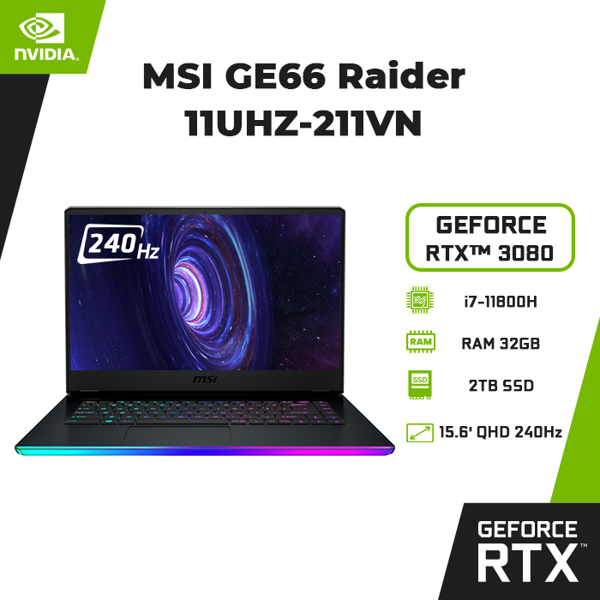 NVIDIA.
MSI GE66 Raider
11UHZ-211VN
240Hz
msi
GEFORCE
RTX™ 3080
i7-11800H
RAM
RAM 32GB
SSD
2TB SSD
15.6' QHD 240Hz
GEFORCE
RTX™